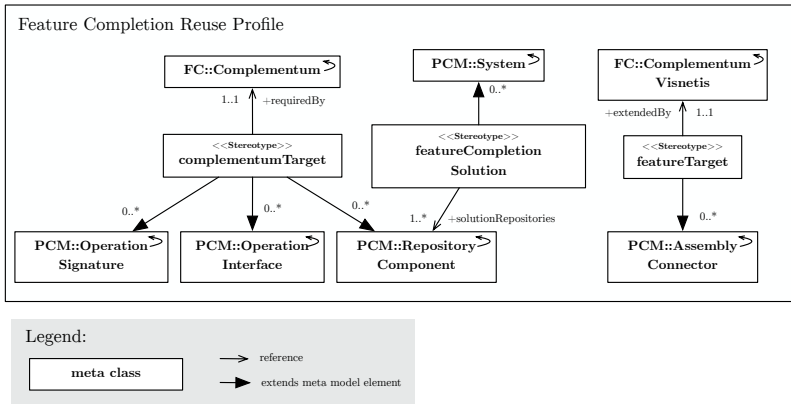 Feature Completion Reuse Profile
FC::Complementum
PCM::System
FC::Complementum
Visnetis
1..1
+requiredBy
0..*
+extendedBy
1..1
<<Stereotype>>
complementumTarget
<<Stereotype>>
featureCompletion
Solution
<<Stereotype>>
featureTarget
0..*
0..*
0..*
1..*
+solutionRepositories
0..*
PCM::Operation
Signature
PCM::Operation
Interface
PCM::Repository
Component
PCM::Assembly
Connector
Legend:
meta class
reference
extends meta model element